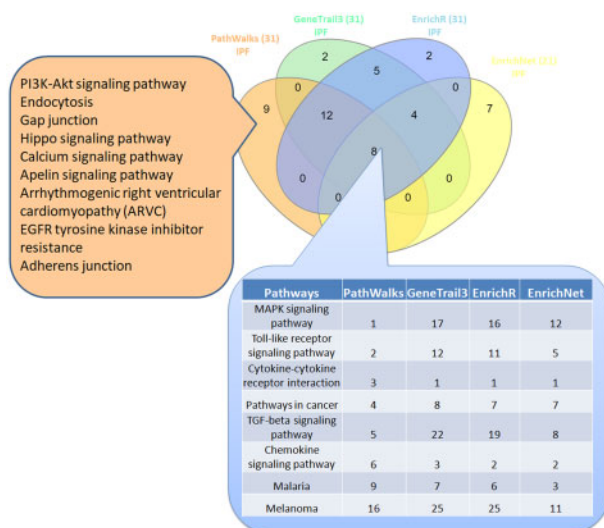 GeneTrail3 (31)
IPF
EnrichR (31)
IPF
PathWalks (31)
IPF
EnrichNet (31)
IPF
2
2
5
0
0
9
7
12
4
8
0
0
0
0
PI3K-Akt signaling pathway
Endocytosis
Gap junction
Hippo signaling pathway
Calcium signaling pathway
Apelin signaling pathway
Arrhythmogenic right ventricular
cardiomyopathy (ARVC)
EGFR tyrosine kinase inhibitor
resistance
Adherens junction
Pathways PathWalks GeneTrail3 EnrichR EnrichNet
MAPK signaling
pathway 1 17 16 12
Toll-like receptor
signaling pathway 2 12 11 5
Cytokine-cytokine
receptor interaction 3 1 1 1
Pathways in cancer 4 8 7 7
TGF-beta signaling
pathway 5 22 19 8
Chemokine
signaling pathway 6 3 2 2
Malaria 9 7 6 3
Melanoma 16 25 25 11